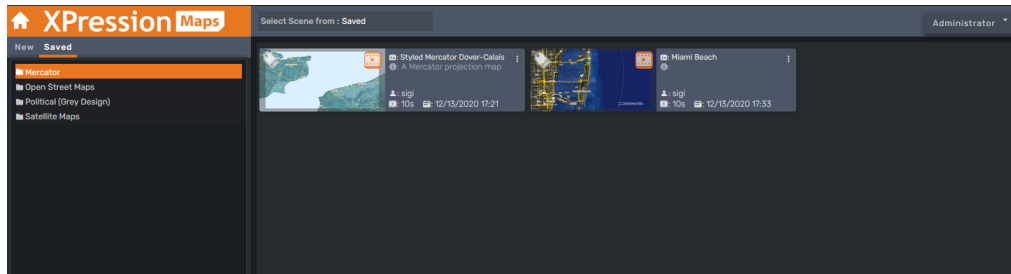 XPression Maps
Select Scene from : Saved
Administrator
New Saved
Mercator
Open Street Maps
Political (Grey Design)
Satellite Maps
: Styled Mercator Dover-Calais
: A Mercator projection map
: sigi
: 10s : 12/13/2020 17:21
: Miami Beach
:
: sigi
: 10s : 12/13/2020 17:33